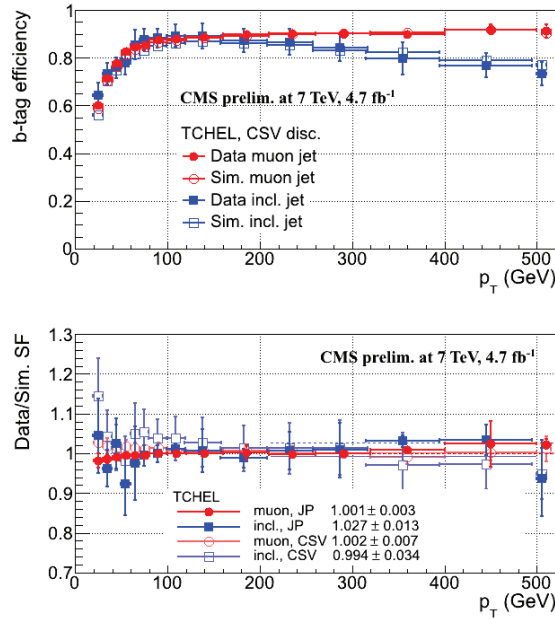 b-tag efficiency
1
0.8
0.6
0.4
0.2
0
CMS prelim. at 7 TeV, 4.7 fb⁻¹
TCHEL, CSV disc.
Data muon jet
Sim. muon jet
Data incl. jet
Sim. incl. jet
0 100 200 300 400 500
p_T (GeV)
Data/Sim. SF
1.3
1.2
1.1
1
0.9
0.8
0.7
CMS prelim. at 7 TeV, 4.7 fb⁻¹
TCHEL
muon, JP 1.001 ± 0.003
incl., JP 1.027 ± 0.013
muon, CSV 1.002 ± 0.007
incl., CSV 0.994 ± 0.034
0 100 200 300 400 500
p_T (GeV)